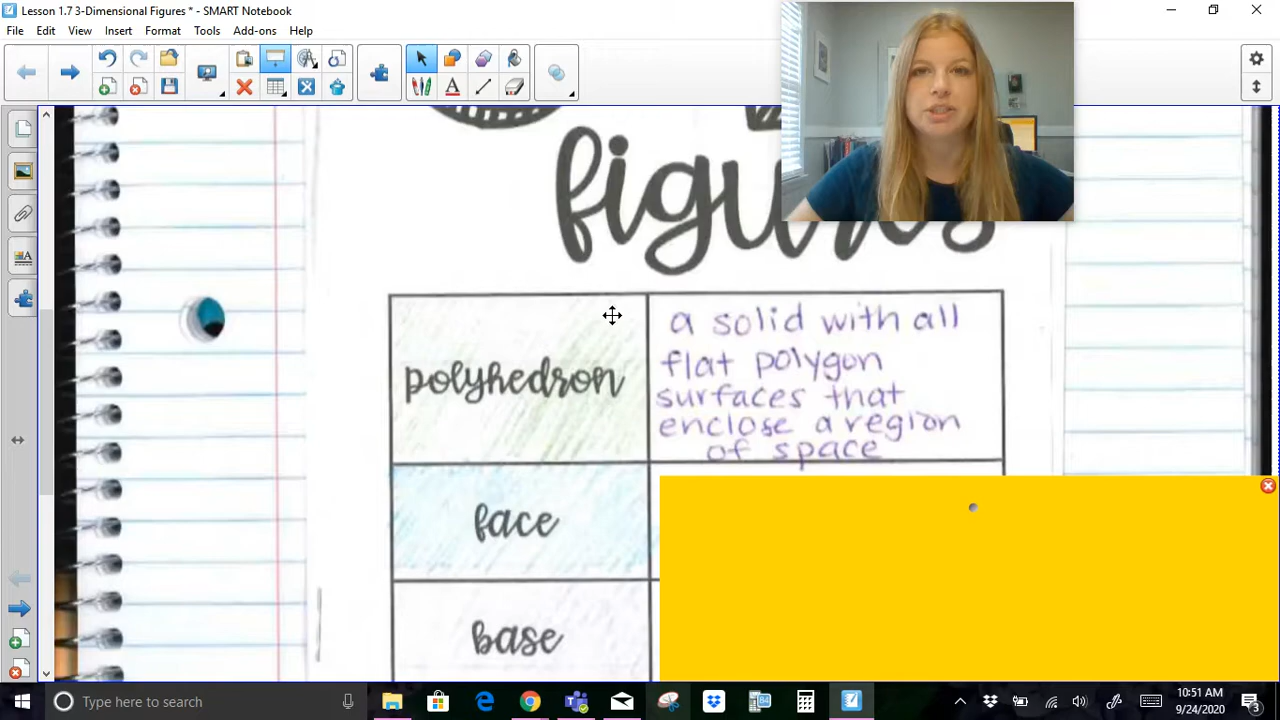 Lesson 1.7 3-Dimensional Figures * - SMART Notebook
File Edit View Insert Format Tools Add-ons Help
figures
polyhedron
a solid with all
flat polygon
surfaces that
enclose a region
of space
face
base
Type here to search
10:51 AM
9/24/2020
3